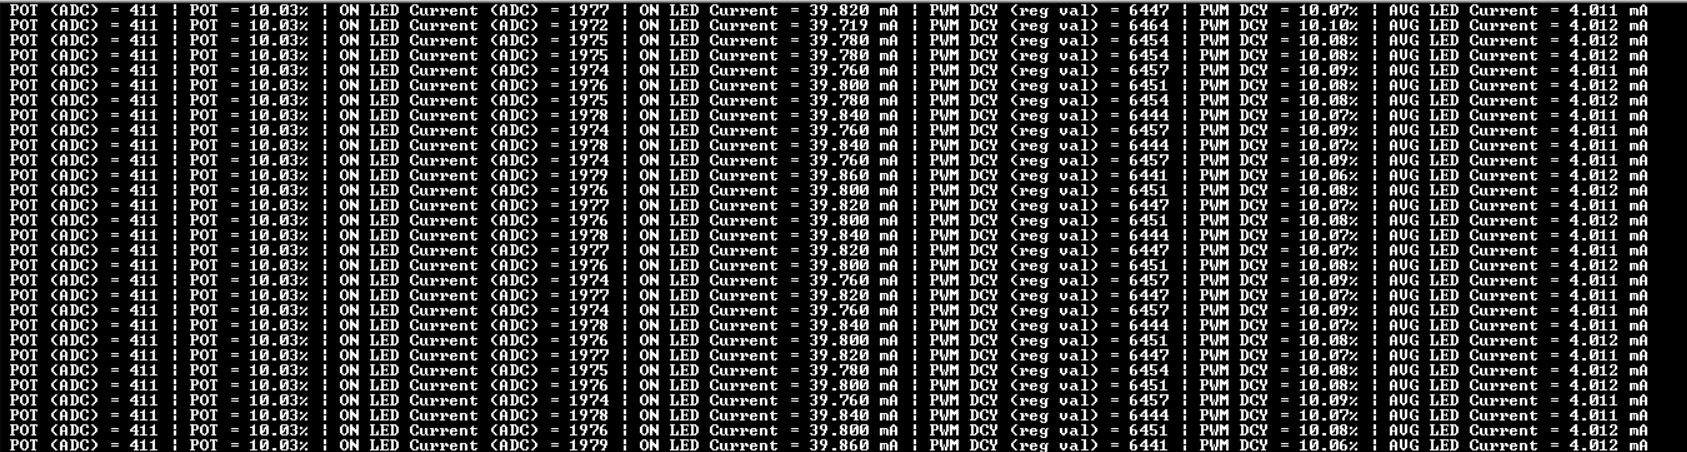 POT (ADC) = 411 ¦ POT = 10.03% ¦ ON LED Current (ADC) = 1977 ¦ ON LED Current = 39.820 mA ¦ PWM DCY (reg val) = 6447 ¦ PWM DCY = 10.07% ¦ AVG LED Current = 4.011 mA
POT (ADC) = 411 ¦ POT = 10.03% ¦ ON LED Current (ADC) = 1972 ¦ ON LED Current = 39.719 mA ¦ PWM DCY (reg val) = 6464 ¦ PWM DCY = 10.10% ¦ AVG LED Current = 4.012 mA
POT (ADC) = 411 ¦ POT = 10.03% ¦ ON LED Current (ADC) = 1975 ¦ ON LED Current = 39.780 mA ¦ PWM DCY (reg val) = 6454 ¦ PWM DCY = 10.08% ¦ AVG LED Current = 4.012 mA
POT (ADC) = 411 ¦ POT = 10.03% ¦ ON LED Current (ADC) = 1975 ¦ ON LED Current = 39.780 mA ¦ PWM DCY (reg val) = 6454 ¦ PWM DCY = 10.08% ¦ AVG LED Current = 4.012 mA
POT (ADC) = 411 ¦ POT = 10.03% ¦ ON LED Current (ADC) = 1974 ¦ ON LED Current = 39.760 mA ¦ PWM DCY (reg val) = 6457 ¦ PWM DCY = 10.09% ¦ AVG LED Current = 4.011 mA
POT (ADC) = 411 ¦ POT = 10.03% ¦ ON LED Current (ADC) = 1976 ¦ ON LED Current = 39.800 mA ¦ PWM DCY (reg val) = 6451 ¦ PWM DCY = 10.08% ¦ AVG LED Current = 4.012 mA
POT (ADC) = 411 ¦ POT = 10.03% ¦ ON LED Current (ADC) = 1975 ¦ ON LED Current = 39.780 mA ¦ PWM DCY (reg val) = 6454 ¦ PWM DCY = 10.08% ¦ AVG LED Current = 4.012 mA
POT (ADC) = 411 ¦ POT = 10.03% ¦ ON LED Current (ADC) = 1978 ¦ ON LED Current = 39.840 mA ¦ PWM DCY (reg val) = 6444 ¦ PWM DCY = 10.07% ¦ AVG LED Current = 4.011 mA
POT (ADC) = 411 ¦ POT = 10.03% ¦ ON LED Current (ADC) = 1974 ¦ ON LED Current = 39.760 mA ¦ PWM DCY (reg val) = 6457 ¦ PWM DCY = 10.09% ¦ AVG LED Current = 4.011 mA
POT (ADC) = 411 ¦ POT = 10.03% ¦ ON LED Current (ADC) = 1978 ¦ ON LED Current = 39.840 mA ¦ PWM DCY (reg val) = 6444 ¦ PWM DCY = 10.07% ¦ AVG LED Current = 4.011 mA
POT (ADC) = 411 ¦ POT = 10.03% ¦ ON LED Current (ADC) = 1974 ¦ ON LED Current = 39.760 mA ¦ PWM DCY (reg val) = 6457 ¦ PWM DCY = 10.09% ¦ AVG LED Current = 4.011 mA
POT (ADC) = 411 ¦ POT = 10.03% ¦ ON LED Current (ADC) = 1979 ¦ ON LED Current = 39.860 mA ¦ PWM DCY (reg val) = 6441 ¦ PWM DCY = 10.06% ¦ AVG LED Current = 4.012 mA
POT (ADC) = 411 ¦ POT = 10.03% ¦ ON LED Current (ADC) = 1976 ¦ ON LED Current = 39.800 mA ¦ PWM DCY (reg val) = 6451 ¦ PWM DCY = 10.08% ¦ AVG LED Current = 4.012 mA
POT (ADC) = 411 ¦ POT = 10.03% ¦ ON LED Current (ADC) = 1977 ¦ ON LED Current = 39.820 mA ¦ PWM DCY (reg val) = 6447 ¦ PWM DCY = 10.07% ¦ AVG LED Current = 4.011 mA
POT (ADC) = 411 ¦ POT = 10.03% ¦ ON LED Current (ADC) = 1976 ¦ ON LED Current = 39.800 mA ¦ PWM DCY (reg val) = 6451 ¦ PWM DCY = 10.08% ¦ AVG LED Current = 4.012 mA
POT (ADC) = 411 ¦ POT = 10.03% ¦ ON LED Current (ADC) = 1978 ¦ ON LED Current = 39.840 mA ¦ PWM DCY (reg val) = 6444 ¦ PWM DCY = 10.07% ¦ AVG LED Current = 4.011 mA
POT (ADC) = 411 ¦ POT = 10.03% ¦ ON LED Current (ADC) = 1977 ¦ ON LED Current = 39.820 mA ¦ PWM DCY (reg val) = 6447 ¦ PWM DCY = 10.07% ¦ AVG LED Current = 4.011 mA
POT (ADC) = 411 ¦ POT = 10.03% ¦ ON LED Current (ADC) = 1976 ¦ ON LED Current = 39.800 mA ¦ PWM DCY (reg val) = 6451 ¦ PWM DCY = 10.08% ¦ AVG LED Current = 4.012 mA
POT (ADC) = 411 ¦ POT = 10.03% ¦ ON LED Current (ADC) = 1974 ¦ ON LED Current = 39.760 mA ¦ PWM DCY (reg val) = 6457 ¦ PWM DCY = 10.09% ¦ AVG LED Current = 4.011 mA
POT (ADC) = 411 ¦ POT = 10.03% ¦ ON LED Current (ADC) = 1977 ¦ ON LED Current = 39.820 mA ¦ PWM DCY (reg val) = 6447 ¦ PWM DCY = 10.07% ¦ AVG LED Current = 4.011 mA
POT (ADC) = 411 ¦ POT = 10.03% ¦ ON LED Current (ADC) = 1974 ¦ ON LED Current = 39.760 mA ¦ PWM DCY (reg val) = 6457 ¦ PWM DCY = 10.09% ¦ AVG LED Current = 4.011 mA
POT (ADC) = 411 ¦ POT = 10.03% ¦ ON LED Current (ADC) = 1978 ¦ ON LED Current = 39.840 mA ¦ PWM DCY (reg val) = 6444 ¦ PWM DCY = 10.07% ¦ AVG LED Current = 4.011 mA
POT (ADC) = 411 ¦ POT = 10.03% ¦ ON LED Current (ADC) = 1976 ¦ ON LED Current = 39.800 mA ¦ PWM DCY (reg val) = 6451 ¦ PWM DCY = 10.08% ¦ AVG LED Current = 4.012 mA
POT (ADC) = 411 ¦ POT = 10.03% ¦ ON LED Current (ADC) = 1977 ¦ ON LED Current = 39.820 mA ¦ PWM DCY (reg val) = 6447 ¦ PWM DCY = 10.07% ¦ AVG LED Current = 4.011 mA
POT (ADC) = 411 ¦ POT = 10.03% ¦ ON LED Current (ADC) = 1975 ¦ ON LED Current = 39.780 mA ¦ PWM DCY (reg val) = 6454 ¦ PWM DCY = 10.08% ¦ AVG LED Current = 4.012 mA
POT (ADC) = 411 ¦ POT = 10.03% ¦ ON LED Current (ADC) = 1976 ¦ ON LED Current = 39.800 mA ¦ PWM DCY (reg val) = 6451 ¦ PWM DCY = 10.08% ¦ AVG LED Current = 4.012 mA
POT (ADC) = 411 ¦ POT = 10.03% ¦ ON LED Current (ADC) = 1974 ¦ ON LED Current = 39.760 mA ¦ PWM DCY (reg val) = 6457 ¦ PWM DCY = 10.09% ¦ AVG LED Current = 4.011 mA
POT (ADC) = 411 ¦ POT = 10.03% ¦ ON LED Current (ADC) = 1978 ¦ ON LED Current = 39.840 mA ¦ PWM DCY (reg val) = 6444 ¦ PWM DCY = 10.07% ¦ AVG LED Current = 4.011 mA
POT (ADC) = 411 ¦ POT = 10.03% ¦ ON LED Current (ADC) = 1976 ¦ ON LED Current = 39.800 mA ¦ PWM DCY (reg val) = 6451 ¦ PWM DCY = 10.08% ¦ AVG LED Current = 4.012 mA
POT (ADC) = 411 ¦ POT = 10.03% ¦ ON LED Current (ADC) = 1979 ¦ ON LED Current = 39.860 mA ¦ PWM DCY (reg val) = 6441 ¦ PWM DCY = 10.06% ¦ AVG LED Current = 4.012 mA